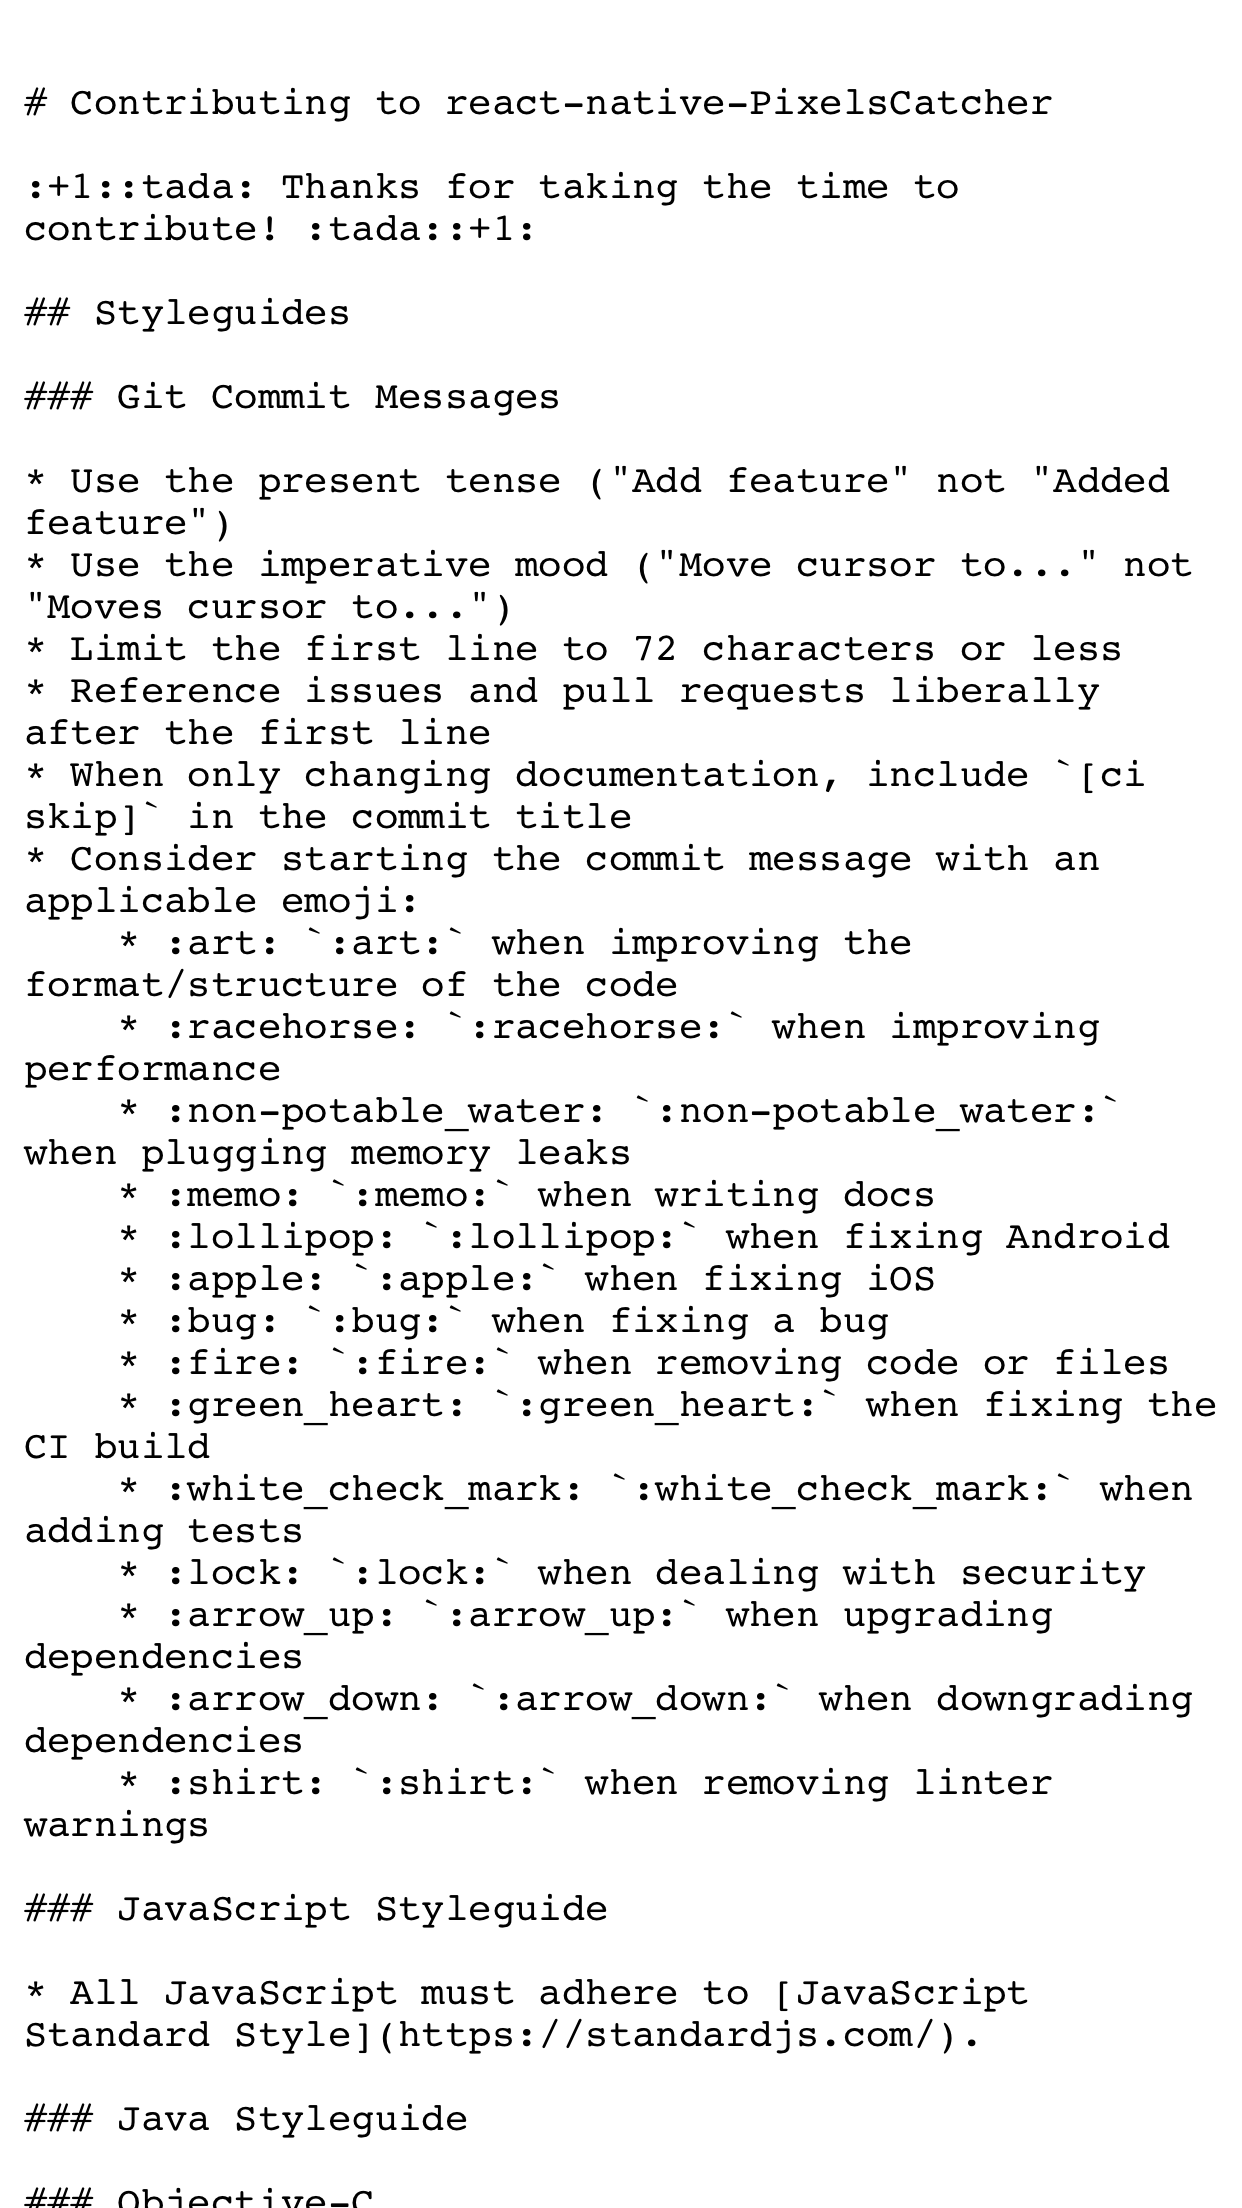 # Contributing to react-native-PixelsCatcher

:+1::tada: Thanks for taking the time to
contribute! :tada::+1:

## Styleguides

### Git Commit Messages

* Use the present tense ("Add feature" not "Added
feature")
* Use the imperative mood ("Move cursor to..." not
"Moves cursor to...")
* Limit the first line to 72 characters or less
* Reference issues and pull requests liberally
after the first line
* When only changing documentation, include `[ci
skip]` in the commit title
* Consider starting the commit message with an
applicable emoji:
    * :art: `:art:` when improving the
format/structure of the code
    * :racehorse: `:racehorse:` when improving
performance
    * :non-potable_water: `:non-potable_water:`
when plugging memory leaks
    * :memo: `:memo:` when writing docs
    * :lollipop: `:lollipop:` when fixing Android
    * :apple: `:apple:` when fixing iOS
    * :bug: `:bug:` when fixing a bug
    * :fire: `:fire:` when removing code or files
    * :green_heart: `:green_heart:` when fixing the
CI build
    * :white_check_mark: `:white_check_mark:` when
adding tests
    * :lock: `:lock:` when dealing with security
    * :arrow_up: `:arrow_up:` when upgrading
dependencies
    * :arrow_down: `:arrow_down:` when downgrading
dependencies
    * :shirt: `:shirt:` when removing linter
warnings

### JavaScript Styleguide

* All JavaScript must adhere to [JavaScript
Standard Style](https://standardjs.com/).

### Java Styleguide

### Objective-C